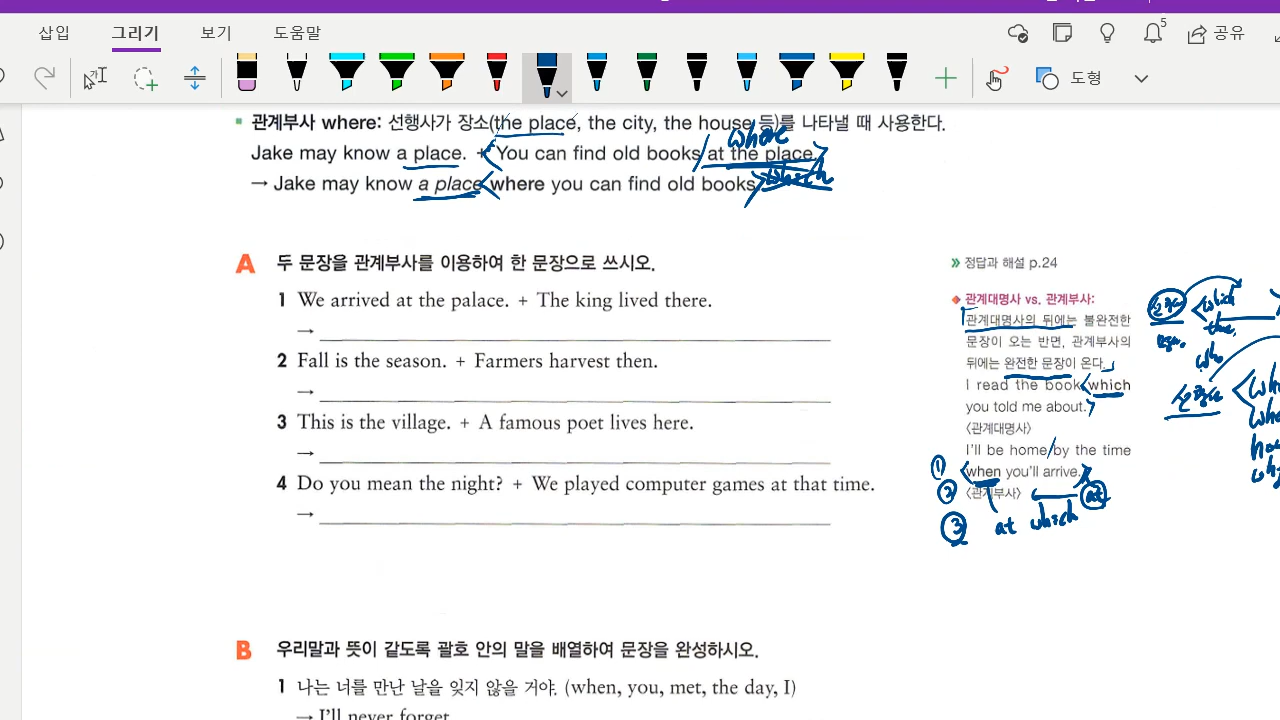 삽입 그리기 보기 도움말 5 공유
도형
관계부사 where: 선행사가 장소(the place, the city, the house 등)를 나타낼 때 사용한다.
where
Jake may know a place. + You can find old books at the place.
→ Jake may know a place where you can find old books which
A 두 문장을 관계부사를 이용하여 한 문장으로 쓰시오.
1 We arrived at the palace. + The king lived there.
→
2 Fall is the season. + Farmers harvest then.
→
3 This is the village. + A famous poet lives here.
→
4 Do you mean the night? + We played computer games at that time.
→
» 정답과 해설 p.24
관계대명사 vs. 관계부사:
관계대명사의 뒤에는 불완전한
문장이 오는 반면, 관계부사의
뒤에는 완전한 문장이 온다.
I read the book which
you told me about.
〈관계대명사〉
I'll be home by the time
when you'll arrive.
〈관계부사〉
① 
② at
③ at which
선행사 which
who
선행사
B 우리말과 뜻이 같도록 괄호 안의 말을 배열하여 문장을 완성하시오.
1 나는 너를 만난 날을 잊지 않을 거야. (when, you, met, the day, I)
→ I'll never forget